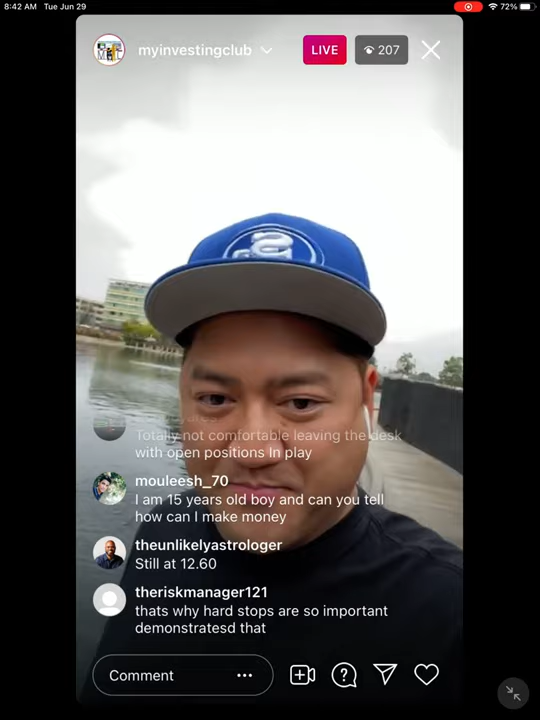 8:42 AM Tue Jun 29
72%
myinvestingclub
LIVE
207
Totally not comfortable leaving the desk
with open positions In play
mouleesh_70
I am 15 years old boy and can you tell
how can I make money
theunlikelyastrologer
Still at 12.60
theriskmanager121
thats why hard stops are so important
demonstratesd that
Comment